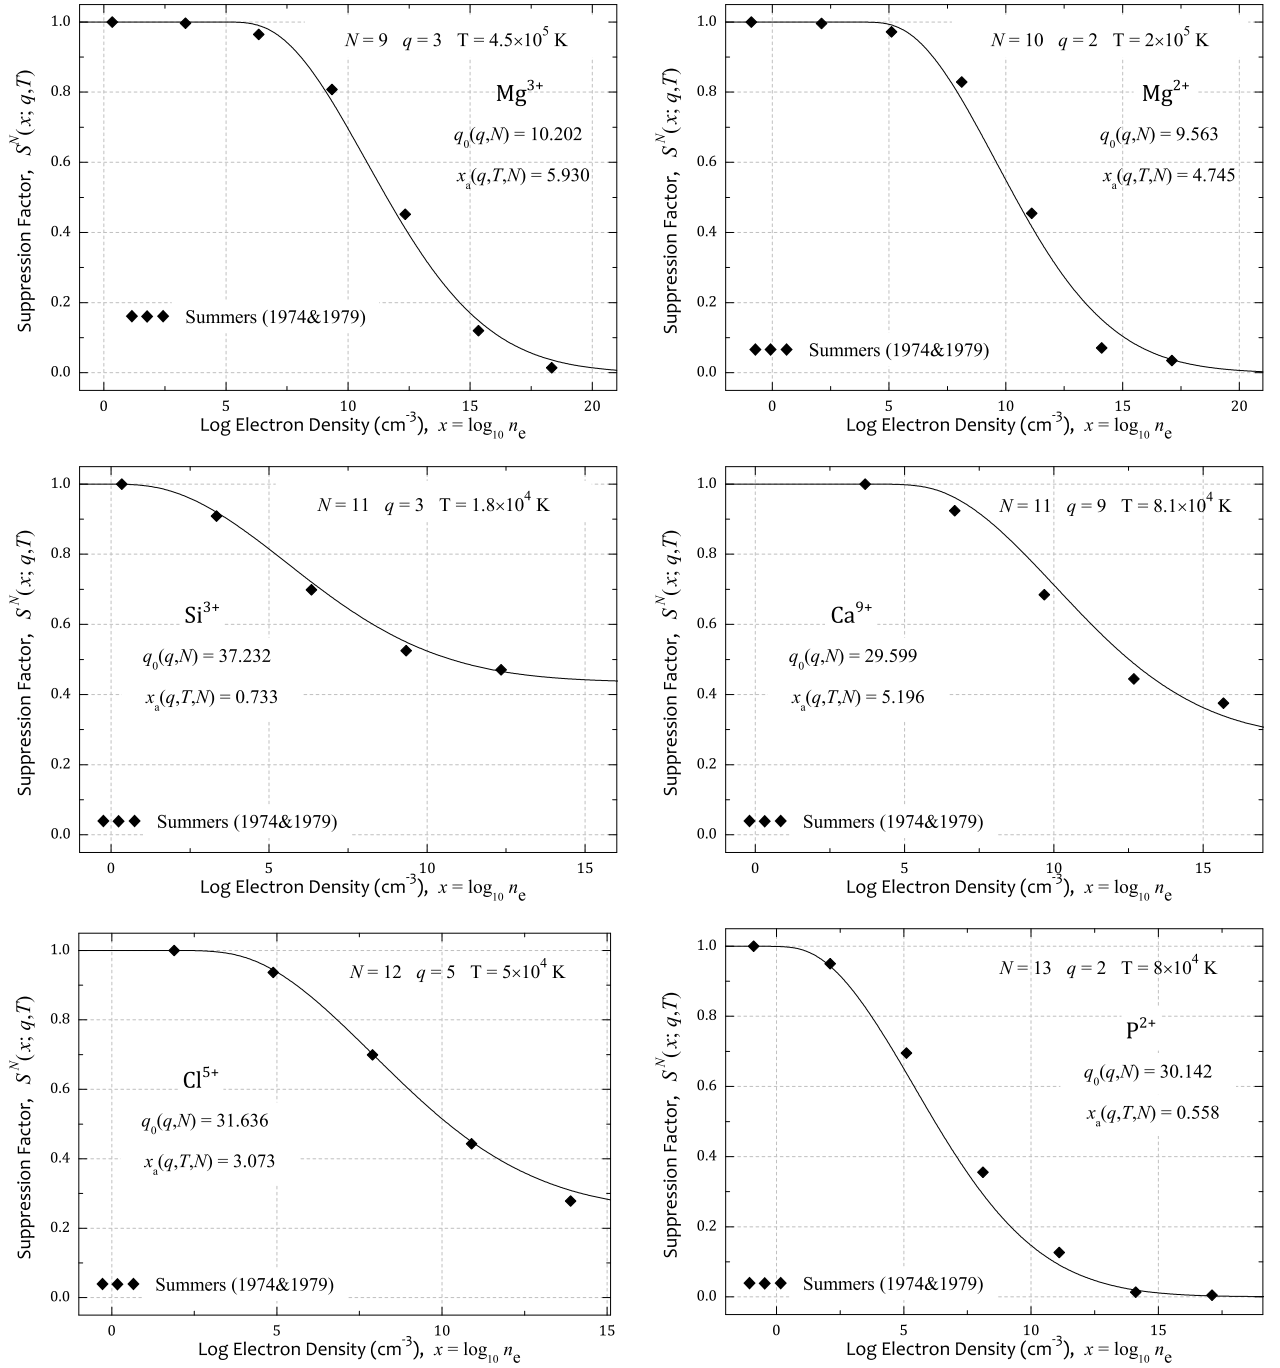 Suppression Factor, S^N(x; q,T)
1.0
0.8
0.6
0.4
0.2
0.0
N = 9 q = 3 T = 4.5×10^5 K
Mg^3+
q_0(q,N) = 10.202
x_a(q,T,N) = 5.930
Summers (1974&1979)
0 5 10 15 20
Log Electron Density (cm^-3), x = log_10 n_e
Suppression Factor, S^N(x; q,T)
1.0
0.8
0.6
0.4
0.2
0.0
N = 10 q = 2 T = 2×10^5 K
Mg^2+
q_0(q,N) = 9.563
x_a(q,T,N) = 4.745
Summers (1974&1979)
0 5 10 15 20
Log Electron Density (cm^-3), x = log_10 n_e
Suppression Factor, S^N(x; q,T)
1.0
0.8
0.6
0.4
0.2
0.0
N = 11 q = 3 T = 1.8×10^4 K
Si^3+
q_0(q,N) = 37.232
x_a(q,T,N) = 0.733
Summers (1974&1979)
0 5 10 15
Log Electron Density (cm^-3), x = log_10 n_e
Suppression Factor, S^N(x; q,T)
1.0
0.8
0.6
0.4
0.2
0.0
N = 11 q = 9 T = 8.1×10^4 K
Ca^9+
q_0(q,N) = 29.599
x_a(q,T,N) = 5.196
Summers (1974&1979)
0 5 10 15
Log Electron Density (cm^-3), x = log_10 n_e
Suppression Factor, S^N(x; q,T)
1.0
0.8
0.6
0.4
0.2
0.0
N = 12 q = 5 T = 5×10^4 K
Cl^5+
q_0(q,N) = 31.636
x_a(q,T,N) = 3.073
Summers (1974&1979)
0 5 10 15
Log Electron Density (cm^-3), x = log_10 n_e
Suppression Factor, S^N(x; q,T)
1.0
0.8
0.6
0.4
0.2
0.0
N = 13 q = 2 T = 8×10^4 K
P^2+
q_0(q,N) = 30.142
x_a(q,T,N) = 0.558
Summers (1974&1979)
0 5 10 15
Log Electron Density (cm^-3), x = log_10 n_e